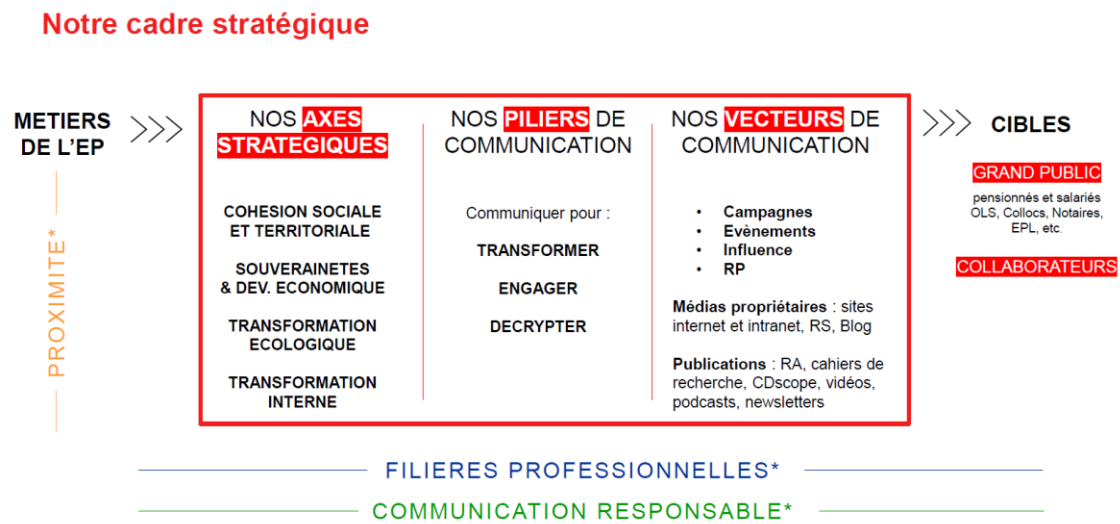 Notre cadre stratégique
METIERS
DE L'EP
PROXIMITE*
NOS AXES
STRATEGIQUES
COHESION SOCIALE
ET TERRITORIALE
SOUVERAINETES
& DEV. ECONOMIQUE
TRANSFORMATION
ECOLOGIQUE
TRANSFORMATION
INTERNE
NOS PILIERS DE
COMMUNICATION
Communiquer pour :
TRANSFORMER
ENGAGER
DECRYPTER
NOS VECTEURS DE
COMMUNICATION
• Campagnes
• Evènements
• Influence
• RP
Médias propriétaires : sites
internet et intranet, RS, Blog
Publications : RA, cahiers de
recherche, CDscope, vidéos,
podcasts, newsletters
CIBLES
GRAND PUBLIC
pensionnés et salariés
OLS, Collocs, Notaires,
EPL, etc.
COLLABORATEURS
FILIERES PROFESSIONNELLES*
COMMUNICATION RESPONSABLE*